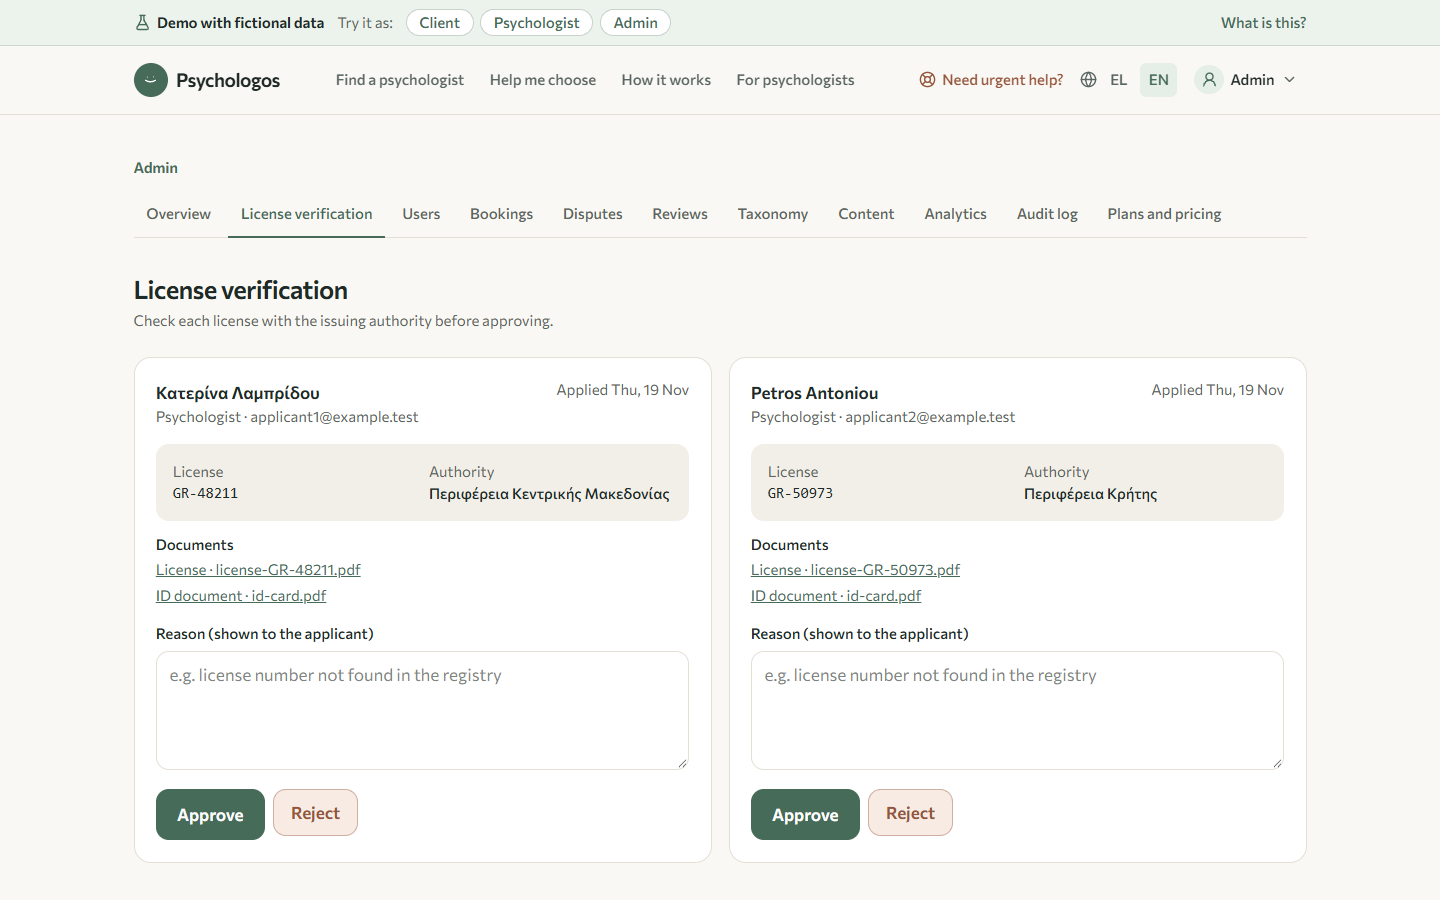 Demo with fictional data Try it as: Client Psychologist Admin What is this?
Psychologos Find a psychologist Help me choose How it works For psychologists Need urgent help? EL EN Admin
Admin
Overview License verification Users Bookings Disputes Reviews Taxonomy Content Analytics Audit log Plans and pricing
License verification
Check each license with the issuing authority before approving.
Κατερίνα Λαμπρίδου Applied Thu, 19 Nov
Psychologist · applicant1@example.test
License Authority
GR-48211 Περιφέρεια Κεντρικής Μακεδονίας
Documents
License · license-GR-48211.pdf
ID document · id-card.pdf
Reason (shown to the applicant)
e.g. license number not found in the registry
Approve Reject
Petros Antoniou Applied Thu, 19 Nov
Psychologist · applicant2@example.test
License Authority
GR-50973 Περιφέρεια Κρήτης
Documents
License · license-GR-50973.pdf
ID document · id-card.pdf
Reason (shown to the applicant)
e.g. license number not found in the registry
Approve Reject